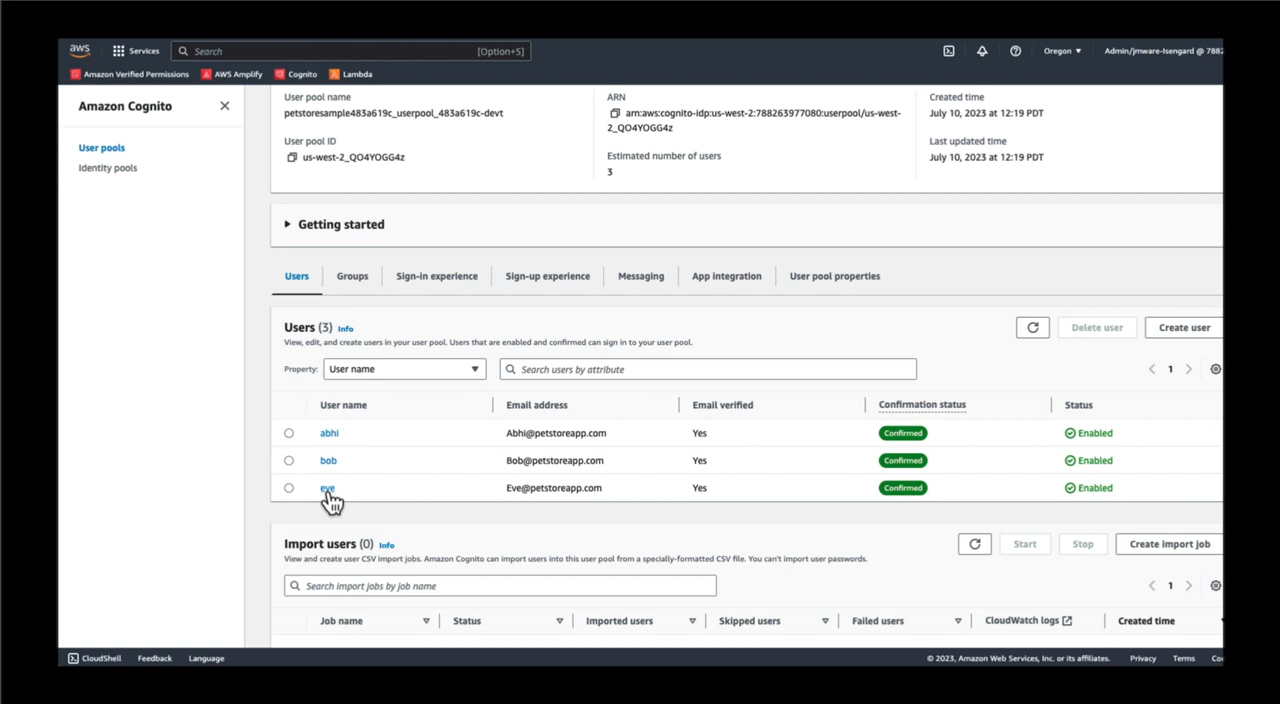 aws Services Search [Option+S] Oregon ▼ Admin/jmware-Isengard @ 7882
Amazon Verified Permissions AWS Amplify Cognito Lambda
Amazon Cognito
User pools
Identity pools
User pool name
petstoresample483a619c_userpool_483a619c-devt
User pool ID
us-west-2_QO4YOGG4z
ARN
arn:aws:cognito-idp:us-west-2:788263977080:userpool/us-west-
2_QO4YOGG4z
Estimated number of users
3
Created time
July 10, 2023 at 12:19 PDT
Last updated time
July 10, 2023 at 12:19 PDT
Getting started
Users Groups Sign-in experience Sign-up experience Messaging App integration User pool properties
Users (3) Info
View, edit, and create users in your user pool. Users that are enabled and confirmed can sign in to your user pool.
Delete user Create user
Property: User name Search users by attribute 1
User name Email address Email verified Confirmation status Status
abhi Abhi@petstoreapp.com Yes Confirmed Enabled
bob Bob@petstoreapp.com Yes Confirmed Enabled
eve Eve@petstoreapp.com Yes Confirmed Enabled
Import users (0) Info
View and create user CSV import jobs. Amazon Cognito can import users into this user pool from a specially-formatted CSV file. You can't import user passwords.
Start Stop Create import job
Search import jobs by job name 1
Job name Status Imported users Skipped users Failed users CloudWatch logs Created time
CloudShell Feedback Language © 2023, Amazon Web Services, Inc. or its affiliates. Privacy Terms Co